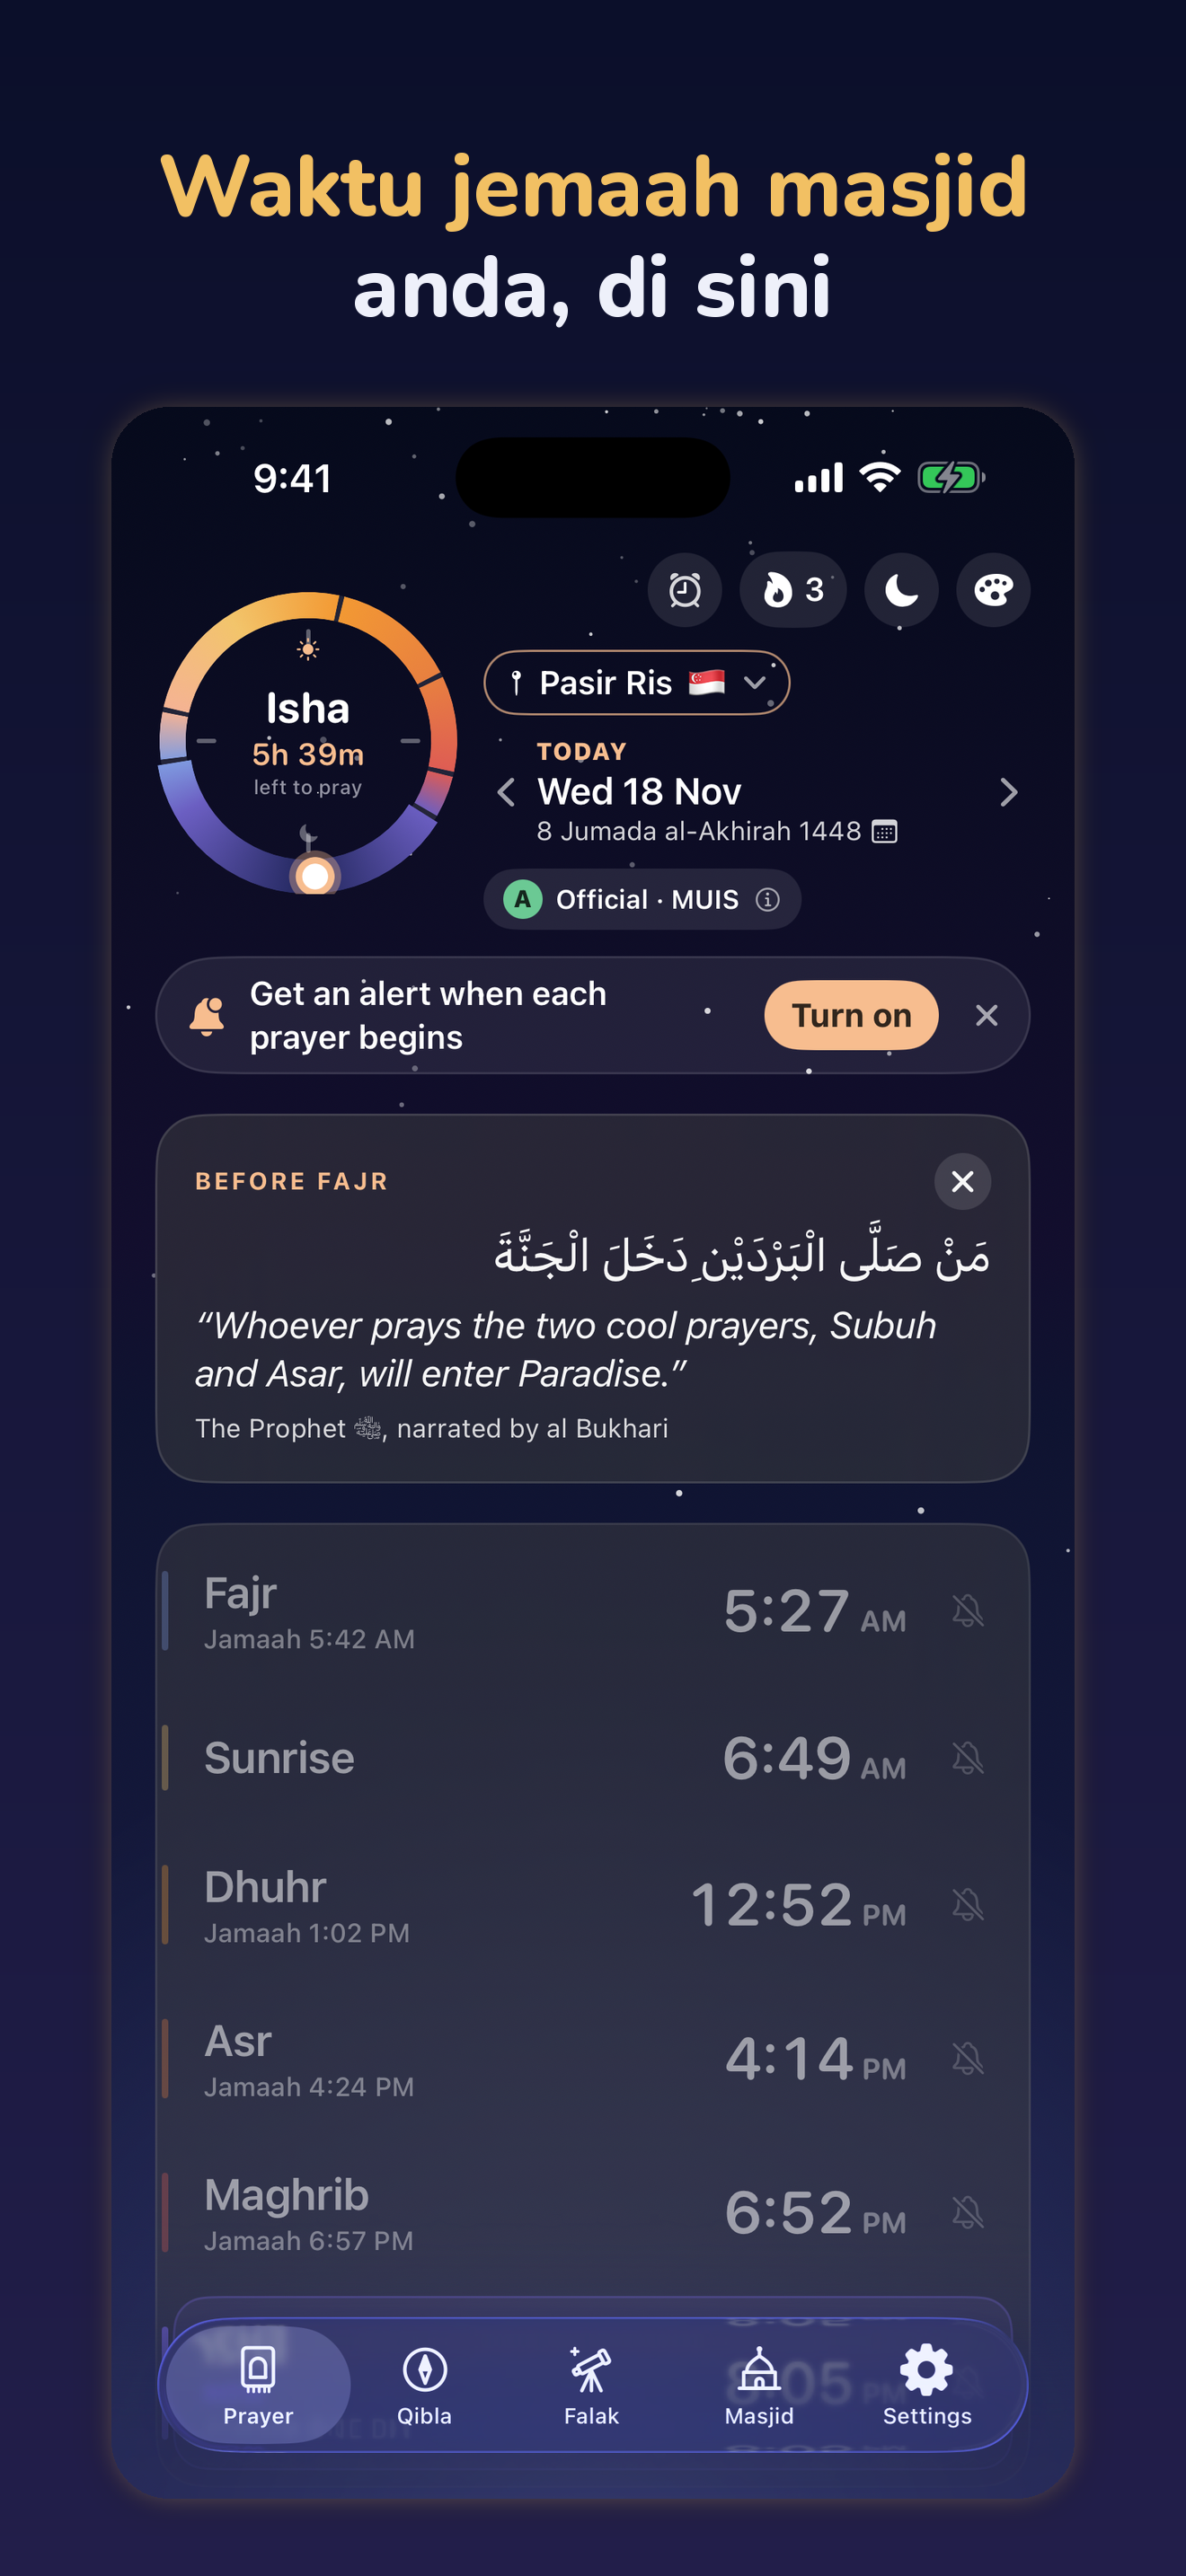 Waktu jemaah masjid
anda, di sini
9:41
3
Isha
5h 39m
left to pray
Pasir Ris
TODAY
Wed 18 Nov
8 Jumada al-Akhirah 1448
A Official · MUIS
Get an alert when each
prayer begins
Turn on
BEFORE FAJR
مَنْ صَلَّى الْبَرْدَيْنِ دَخَلَ الْجَنَّةَ
“Whoever prays the two cool prayers, Subuh
and Asar, will enter Paradise.”
The Prophet ﷺ, narrated by al Bukhari
Fajr
5:27 AM
Jamaah 5:42 AM
Sunrise
6:49 AM
Dhuhr
12:52 PM
Jamaah 1:02 PM
Asr
4:14 PM
Jamaah 4:24 PM
Maghrib
6:52 PM
Jamaah 6:57 PM
8:05 PM
Prayer
Qibla
Falak
Masjid
Settings